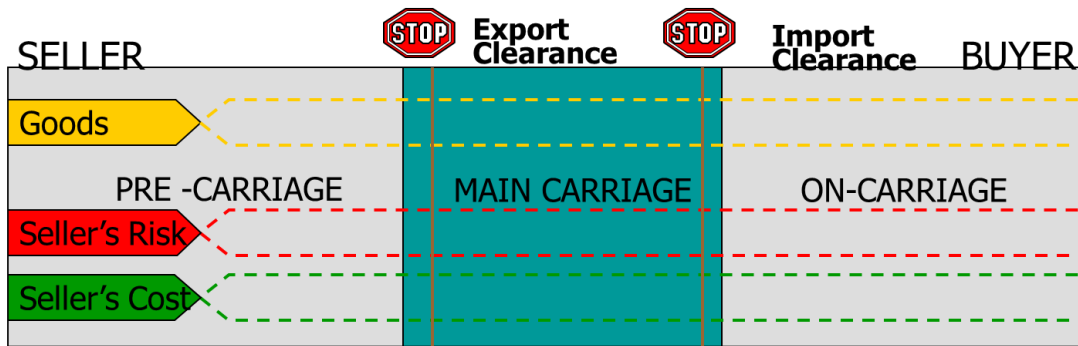 STOP
Export
Clearance
STOP
Import
Clearance
SELLER
BUYER
Goods
PRE -CARRIAGE
MAIN CARRIAGE
ON-CARRIAGE
Seller's Risk
Seller's Cost